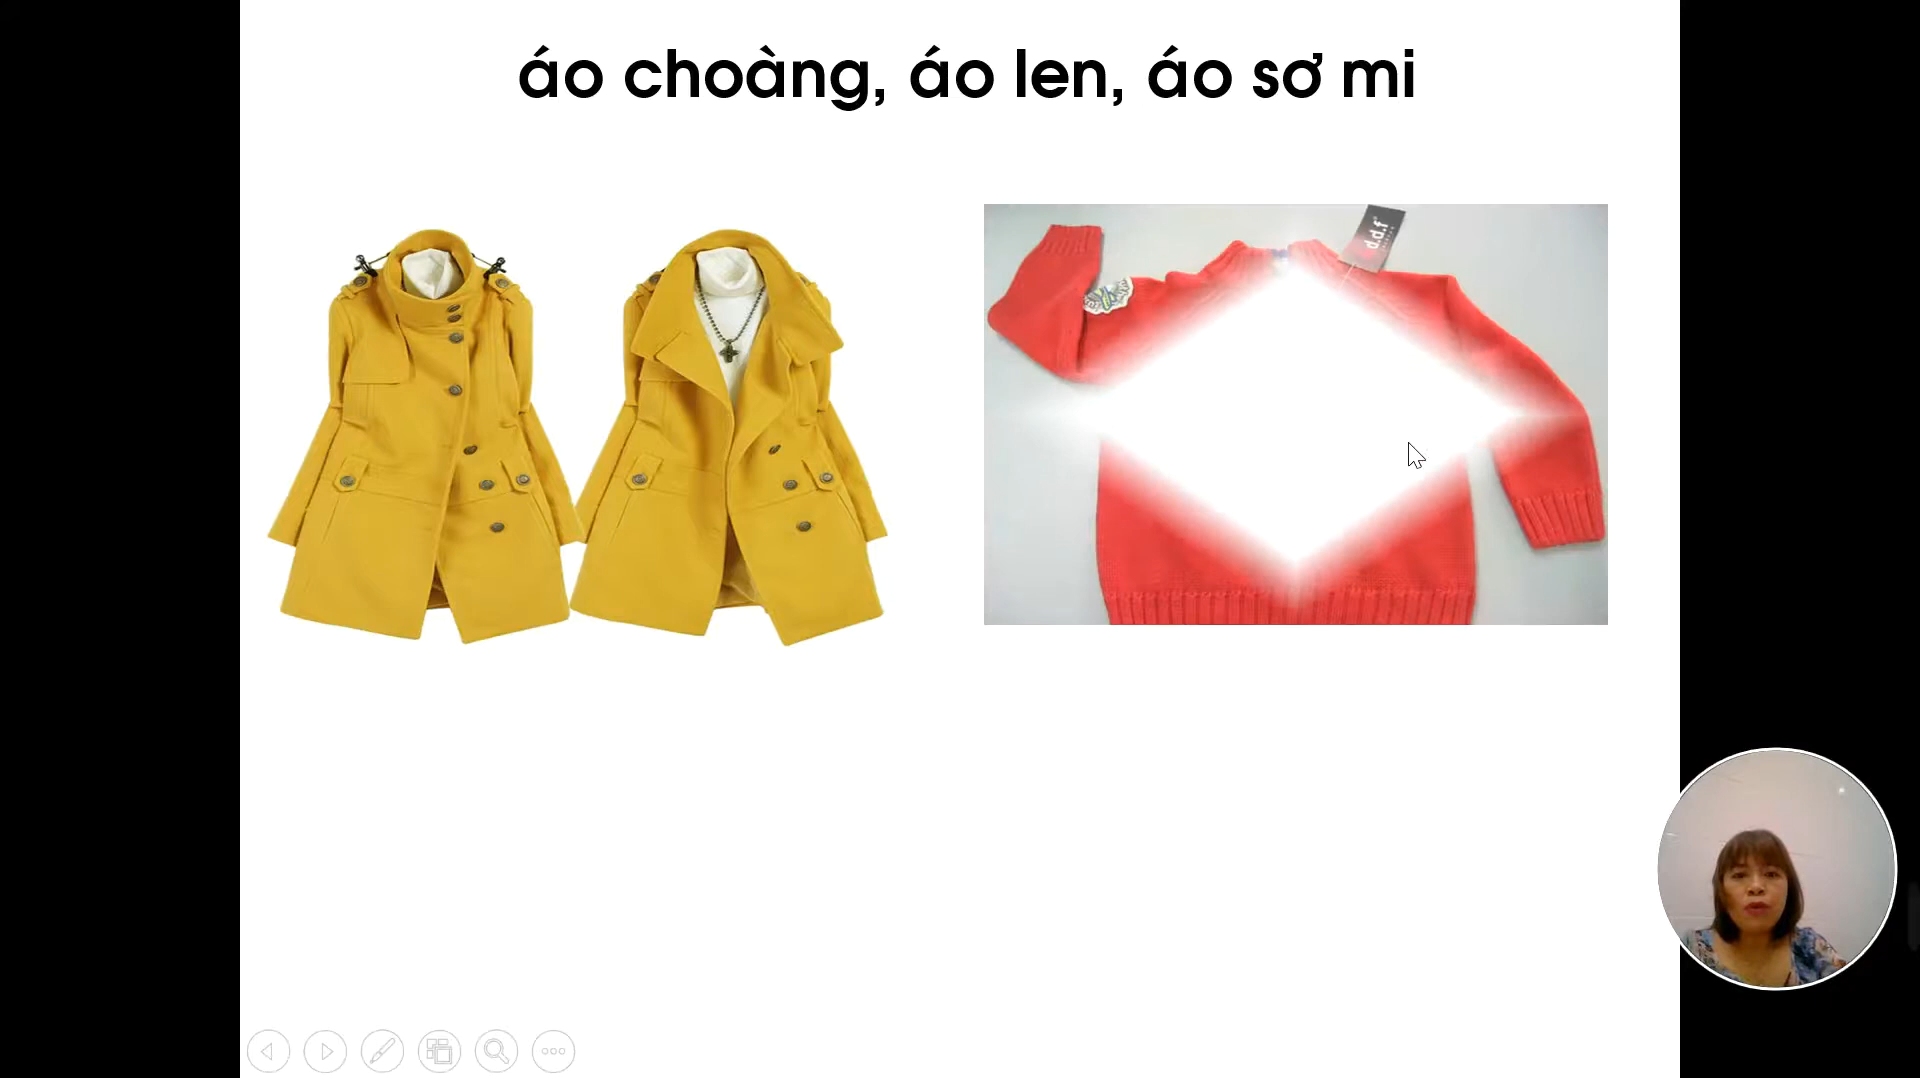 áo choàng, áo len, áo sơ mi
d.d.f